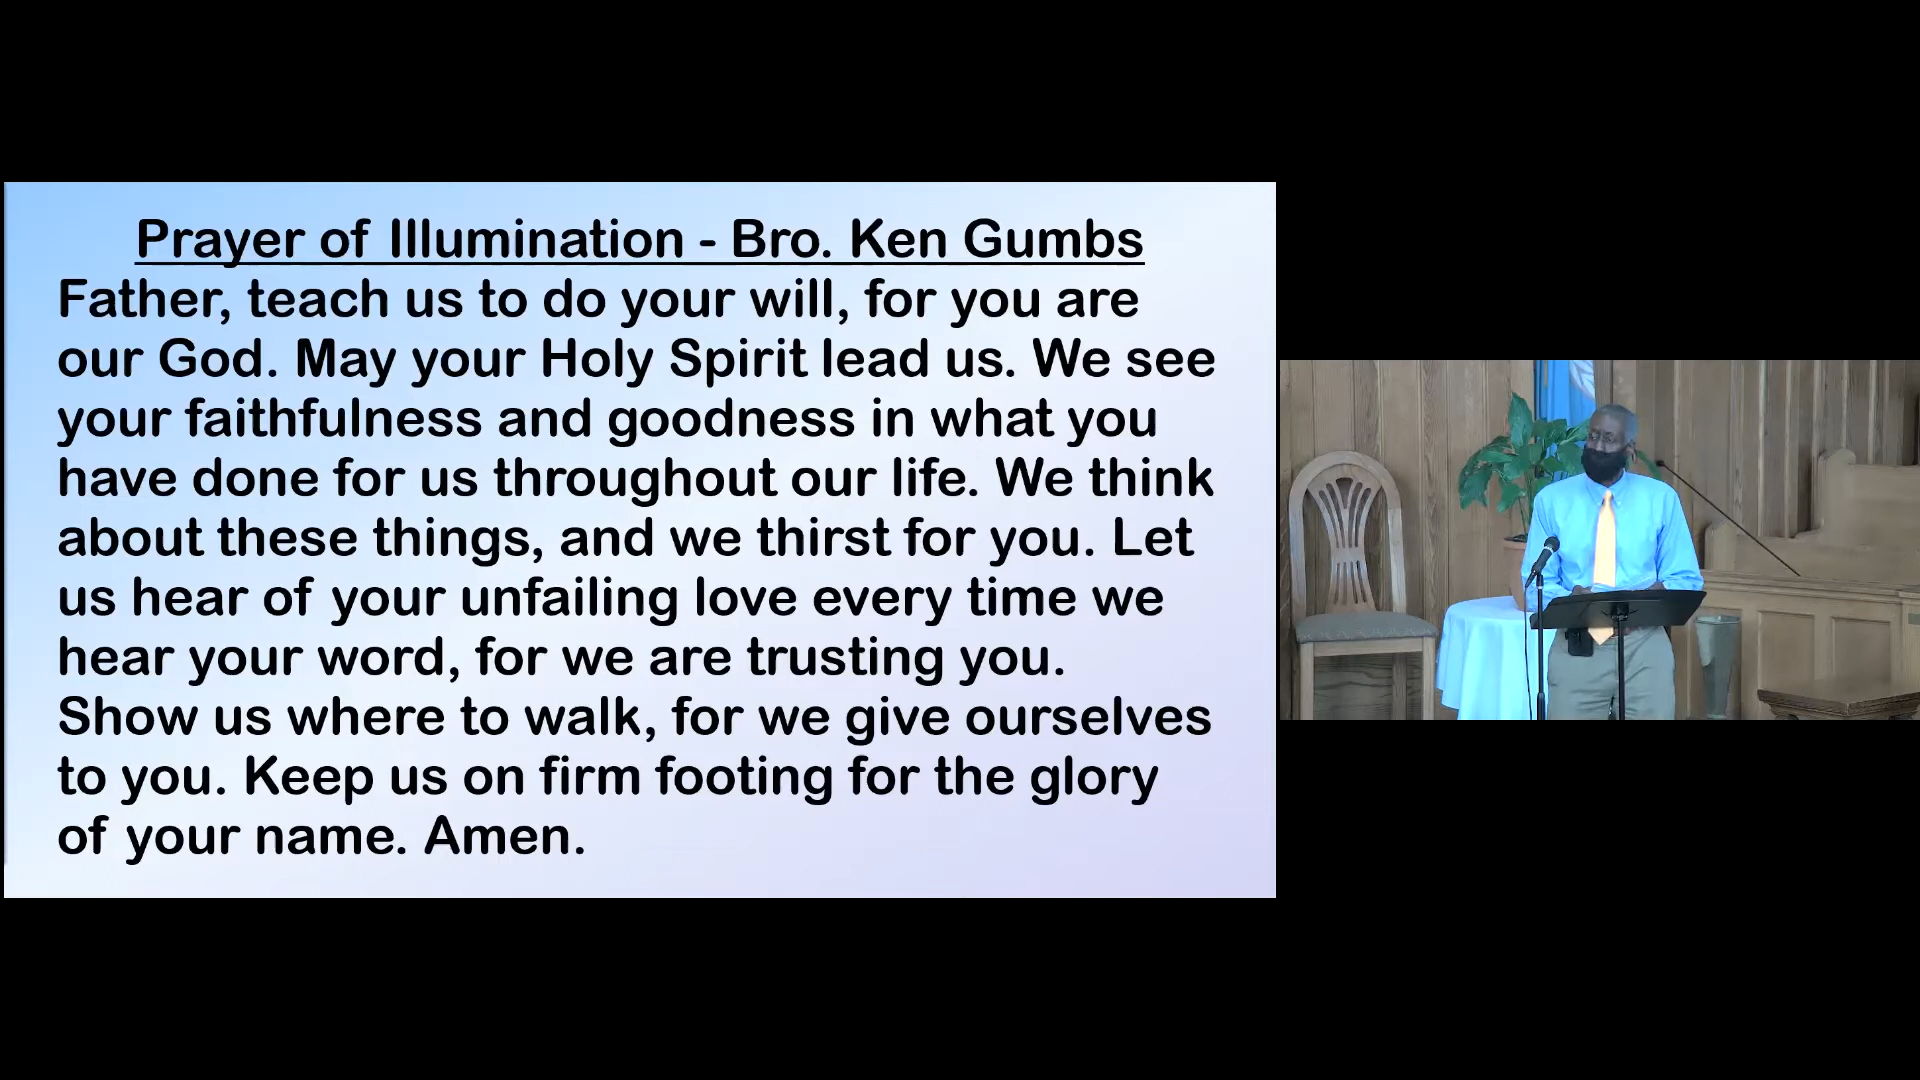 Prayer of Illumination - Bro. Ken Gumbs
Father, teach us to do your will, for you are
our God. May your Holy Spirit lead us. We see
your faithfulness and goodness in what you
have done for us throughout our life. We think
about these things, and we thirst for you. Let
us hear of your unfailing love every time we
hear your word, for we are trusting you.
Show us where to walk, for we give ourselves
to you. Keep us on firm footing for the glory
of your name. Amen.